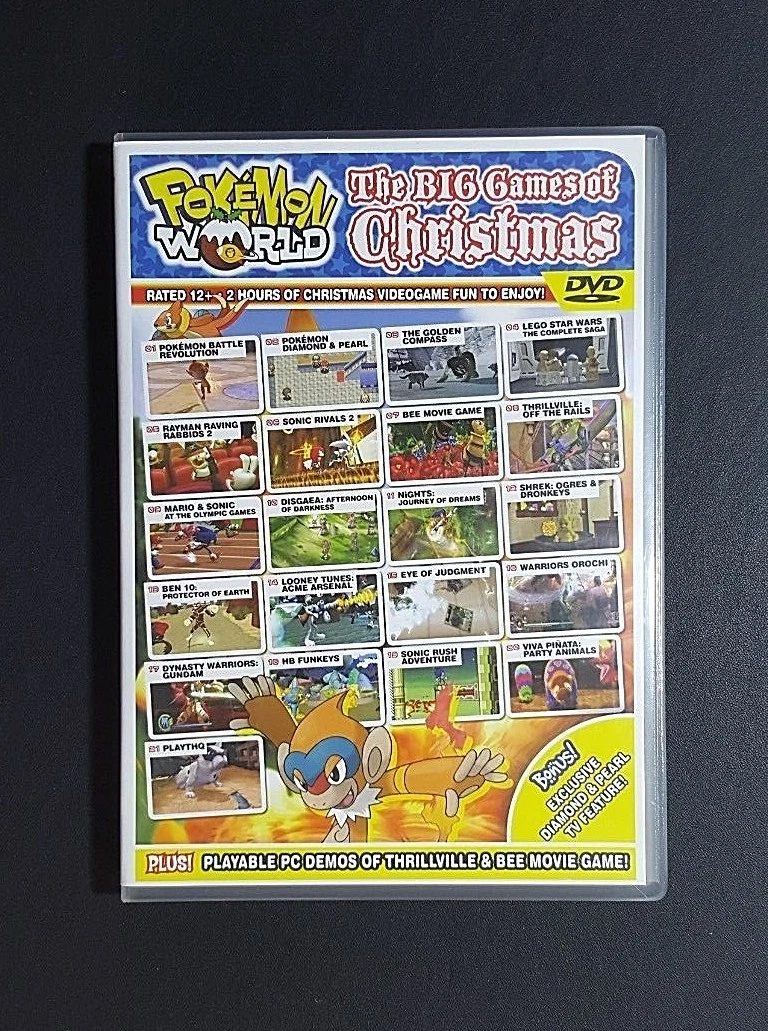 POKÉMON
WORLD
The BIG Games of
Christmas
RATED 12+ - 2 HOURS OF CHRISTMAS VIDEOGAME FUN TO ENJOY!
DVD
01 POKÉMON BATTLE
REVOLUTION
02 POKÉMON
DIAMOND & PEARL
03 THE GOLDEN
COMPASS
04 LEGO STAR WARS
THE COMPLETE SAGA
05 RAYMAN RAVING
RABBIDS 2
06 SONIC RIVALS 2
07 BEE MOVIE GAME
08 THRILLVILLE:
OFF THE RAILS
09 MARIO & SONIC
AT THE OLYMPIC GAMES
10 DISGAEA: AFTERNOON
OF DARKNESS
11 NiGHTS:
JOURNEY OF DREAMS
12 SHREK: OGRES &
DRONKEYS
13 BEN 10:
PROTECTOR OF EARTH
14 LOONEY TUNES:
ACME ARSENAL
15 EYE OF JUDGMENT
16 WARRIORS OROCHI
17 DYNASTY WARRIORS:
GUNDAM
18 HB FUNKEYS
19 SONIC RUSH
ADVENTURE
20 VIVA PIÑATA:
PARTY ANIMALS
21 PLAYTHQ
BONUS!
EXCLUSIVE
DIAMOND & PEARL
TV FEATURE!
PLUS! PLAYABLE PC DEMOS OF THRILLVILLE & BEE MOVIE GAME!